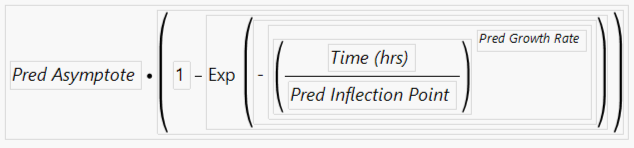 Pred Growth Rate
Time (hrs)
Pred Asymptote • ( 1 – Exp ( - ( ) ) )
Pred Inflection Point